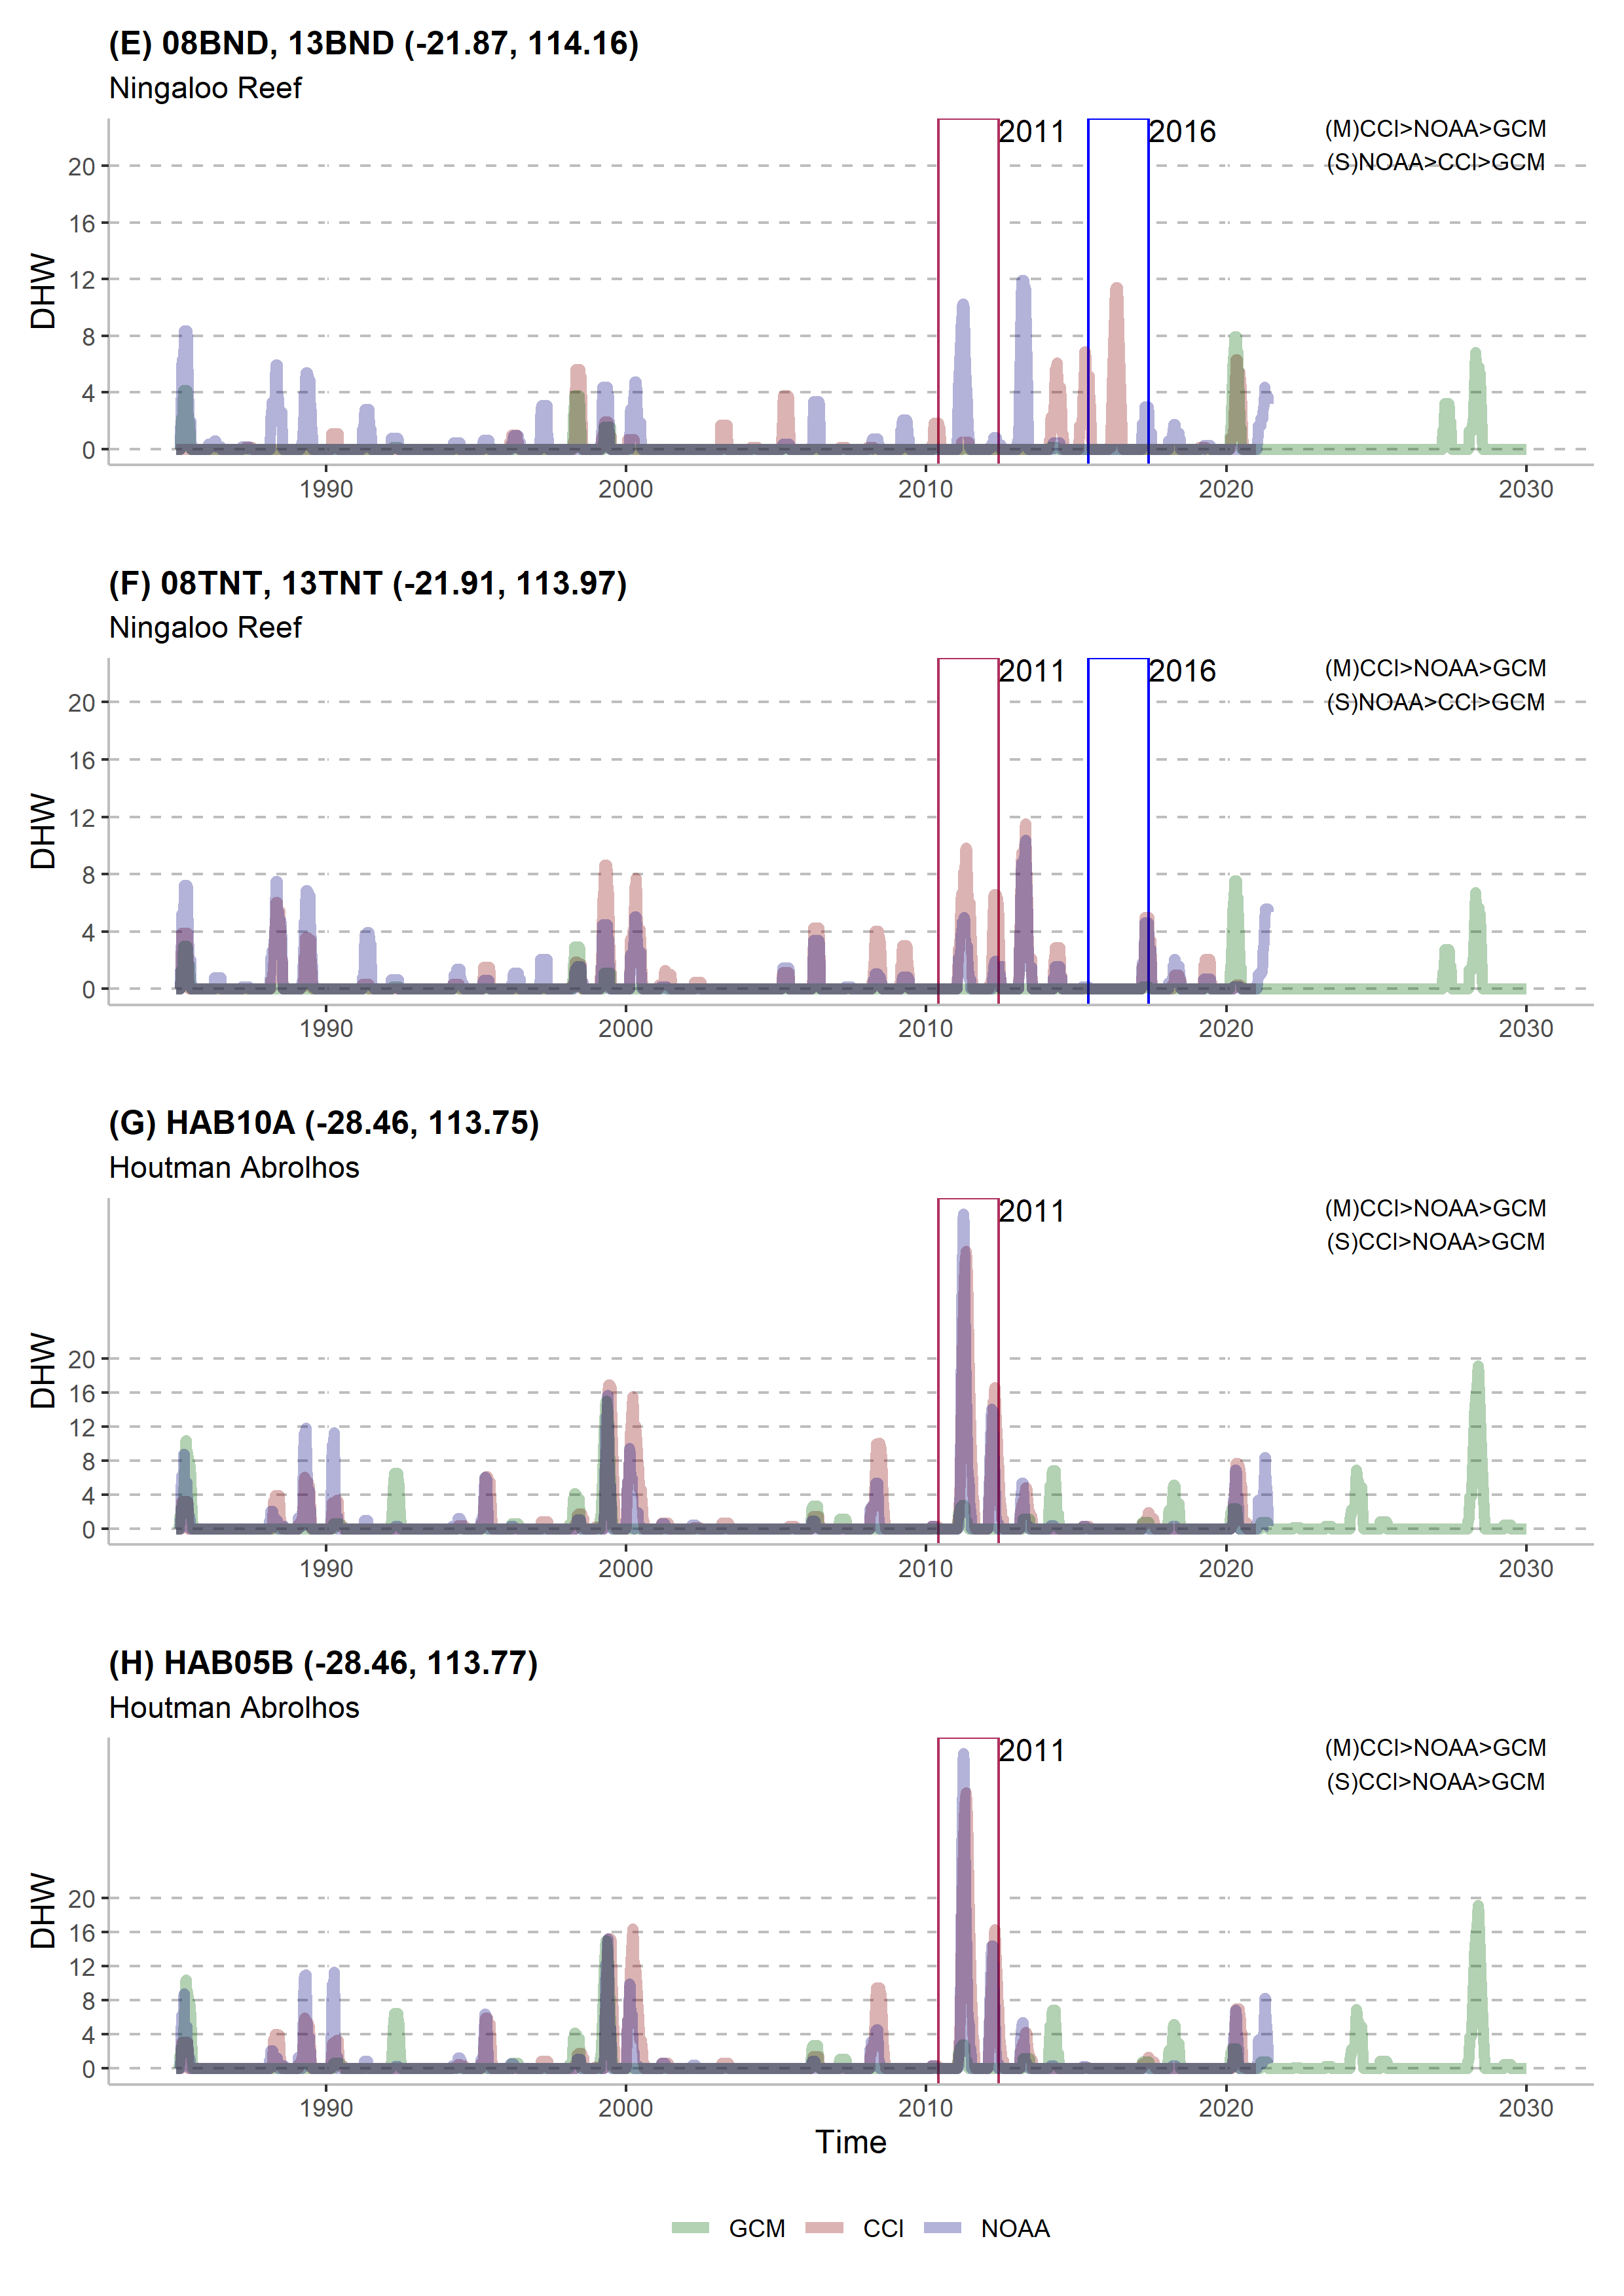 (E) 08BND, 13BND (-21.87, 114.16)
Ningaloo Reef
2011
2016
(M)CCI>NOAA>GCM
(S)NOAA>CCI>GCM
20
16
12
8
4
0
DHW
1990
2000
2010
2020
2030
(F) 08TNT, 13TNT (-21.91, 113.97)
Ningaloo Reef
2011
2016
(M)CCI>NOAA>GCM
(S)NOAA>CCI>GCM
20
16
12
8
4
0
DHW
1990
2000
2010
2020
2030
(G) HAB10A (-28.46, 113.75)
Houtman Abrolhos
2011
(M)CCI>NOAA>GCM
(S)CCI>NOAA>GCM
20
16
12
8
4
0
DHW
1990
2000
2010
2020
2030
(H) HAB05B (-28.46, 113.77)
Houtman Abrolhos
2011
(M)CCI>NOAA>GCM
(S)CCI>NOAA>GCM
20
16
12
8
4
0
DHW
1990
2000
2010
2020
2030
Time
GCM
CCI
NOAA